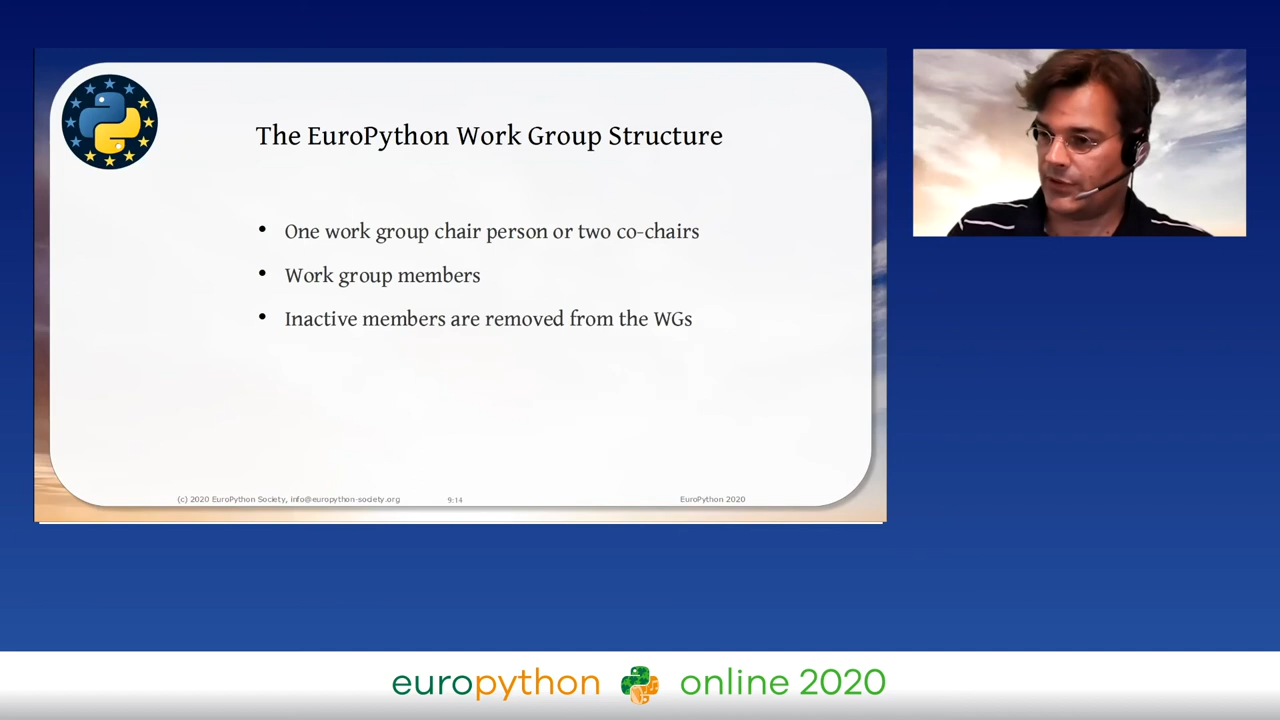 The EuroPython Work Group Structure
• One work group chair person or two co-chairs
• Work group members
• Inactive members are removed from the WGs
(c) 2020 EuroPython Society, info@europython-society.org 9:14 EuroPython 2020
europython online 2020